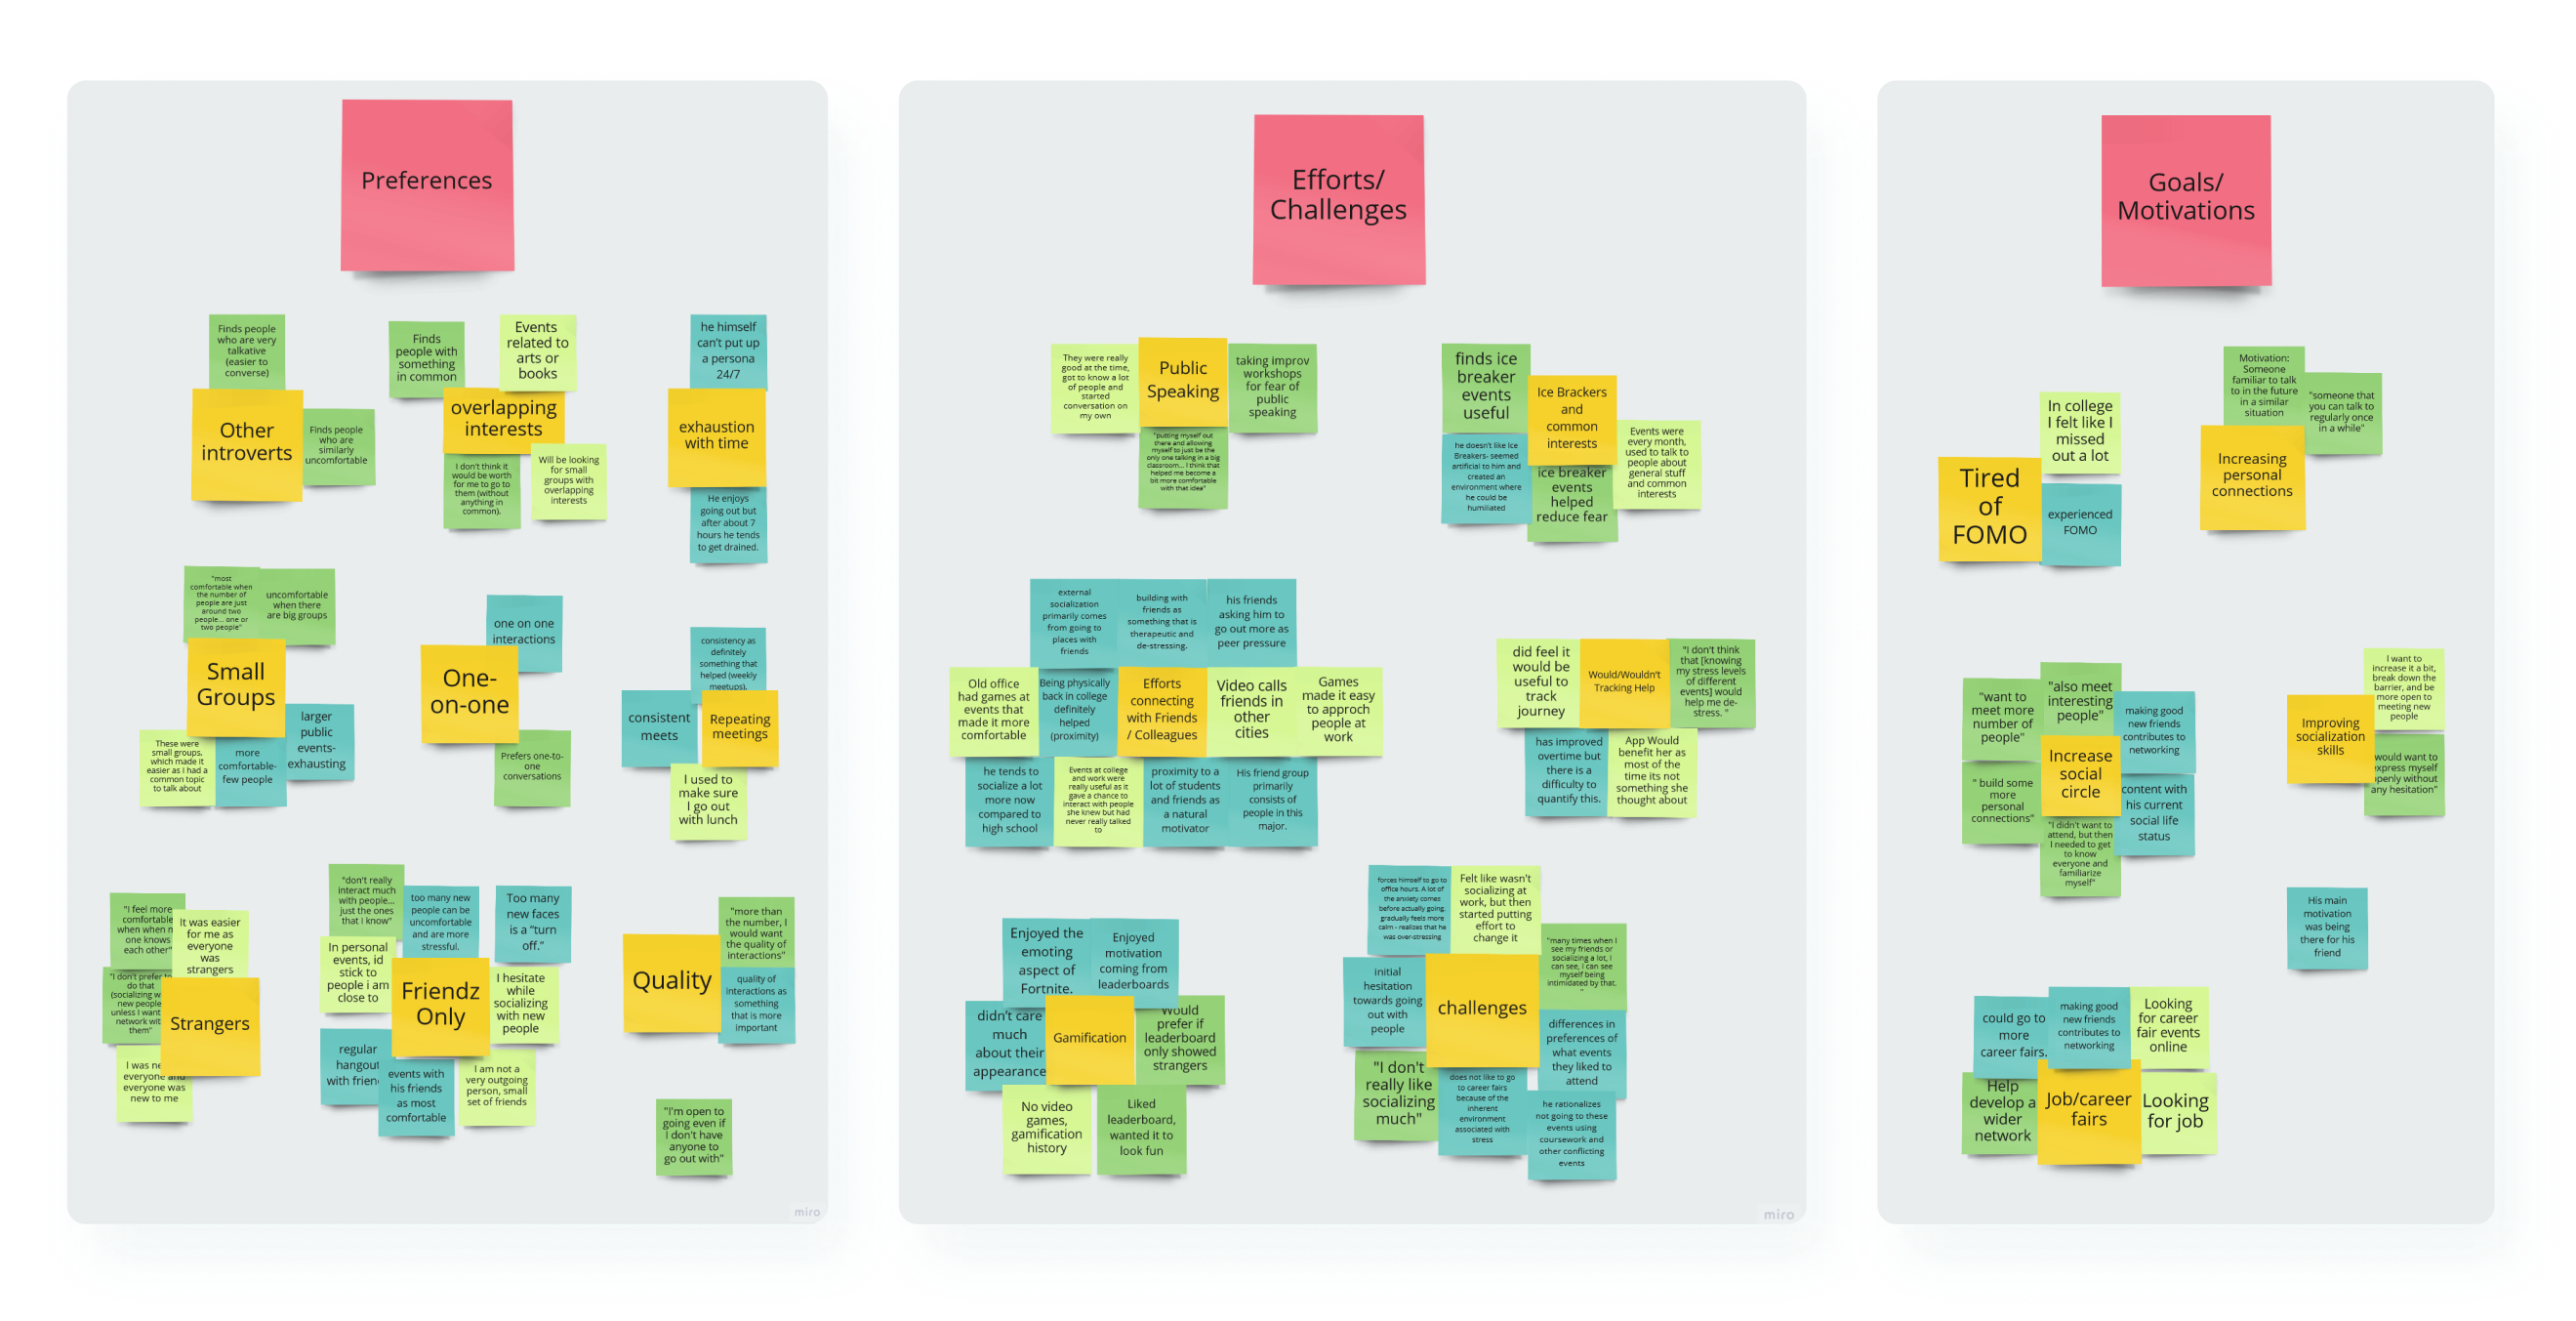 Preferences
Finds people
who are very
talkative
(easier to
converse)
Other
introverts
Finds people
who are
similarly
uncomfortable
Finds
people with
something
in common
Events
related to
arts or
books
overlapping
interests
I don't think it
would be worth
for me to go to
them (without
anything in
common).
Will be looking
for small
groups with
overlapping
interests
he himself
can't put up
a persona
24/7
exhaustion
with time
He enjoys
going out but
after about 7
hours he tends
to get drained.
"most
comfortable when
the number of
people are just
around two
people... one or
two people"
uncomfortable
when there
are big groups
Small
Groups
These were
small groups,
which made it
easier as I had a
common topic
to talk about
more
comfortable-
few people
larger
public
events-
exhausting
one on one
interactions
One-
on-one
Prefers one-to-
one
conversations
consistency as
definitely
something that
helped (weekly
meetups).
consistent
meets
Repeating
meetings
I used to
make sure
I go out
with lunch
"I feel more
comfortable
when when n
one knows
each other"
It was easier
for me as
everyone
was
strangers
"I don't prefer to
do that
(socializing w
new people
unless I want
network wit
them"
Strangers
I was ne
everyone and
everyone was
new to me
"don't really
interact much
with people...
just the ones
that I know"
too many new
people can be
uncomfortable
and are more
stressful.
Too many
new faces
is a "turn
off."
In personal
events, id
stick to
people i am
close to
Friendz
Only
I hesitate
while
socializing
with new
people
regular
hangout
with frien
events with
his friends
as most
comfortable
I am not a
very outgoing
person, small
set of friends
"more than
the number, I
would want
the quality of
interactions"
Quality
quality of
interactions as
something
that is more
important
"I'm open to
going even if
I don't have
anyone to
go out with"
miro
Efforts/
Challenges
They were really
good at the time,
got to know a lot
of people and
started
conversation on
my own
Public
Speaking
taking improv
workshops
for fear of
public
speaking
"putting myself out
there and allowing
myself to just be the
only one talking in a big
classroom... I think that
helped me become a
bit more comfortable
with that idea"
finds ice
breaker
events
useful
Ice Brackers
and
common
interests
he doesn't like Ice
Breakers- seemed
artificial to him and
created an
environment where
he could be
humiliated
ice breaker
events
helped
reduce fear
Events were
every month,
used to talk to
people about
general stuff
and common
interests
external
socialization
primarily comes
from going to
places with
friends
building with
friends as
something that is
therapeutic and
de-stressing.
his friends
asking him to
go out more as
peer pressure
Old office
had games at
events that
made it more
comfortable
Being physically
back in college
definitely
helped
(proximity)
Efforts
connecting
with Friends
/ Colleagues
Video calls
friends in
other
cities
Games
made it easy
to approch
people at
work
he tends to
socialize a lot
more now
compared to
high school
Events at college
and work were
really useful as it
gave a chance to
interact with people
she knew but had
never really talked
to
proximity to a
lot of students
and friends as
a natural
motivator
His friend group
primarily
consists of
people in this
major.
did feel it
would be
useful to
track
journey
Would/Wouldn't
Tracking Help
"I don't think
that [knowing
my stress levels
of different
events] would
help me de-
stress. "
has improved
overtime but
there is a
difficulty to
quantify this.
App Would
benefit her as
most of the
time its not
something she
thought about
Enjoyed the
emoting
aspect of
Fortnite.
Enjoyed
motivation
coming from
leaderboards
didn't care
much
about their
appearance
Gamification
Would
prefer if
leaderboard
only showed
strangers
No video
games,
gamification
history
Liked
leaderboard,
wanted it to
look fun
forces himself to go to
office hours. A lot of
the anxiety comes
before actually going.
gradually feels more
calm - realizes that he
was over-stressing
Felt like wasn't
socializing at
work, but then
started putting
effort to
change it
"many times when I
see my friends or
socializing a lot, I
can see, I can see
myself being
intimidated by that.
"
initial
hesitation
towards going
out with
people
challenges
differences in
preferences of
what events
they liked to
attend
"I don't
really like
socializing
much"
does not like to go
to career fairs
because of the
inherent
environment
associated with
stress
he rationalizes
not going to these
events using
coursework and
other conflicting
events
miro
Goals/
Motivations
In college
I felt like I
missed
out a lot
Tired
of
FOMO
experienced
FOMO
Motivation:
Someone
familiar to talk
to in the future
in a similar
situation
"someone that
you can talk to
regularly once
in a while"
Increasing
personal
connections
"want to
meet more
number of
people"
"also meet
interesting
people"
making good
new friends
contributes to
networking
Increase
social
circle
" build some
more
personal
connections"
content with
his current
social life
status
"I didn't want to
attend, but then
I needed to get
to know
everyone and
familiarize
myself"
I want to
increase it a bit,
break down the
barrier, and be
more open to
meeting new
people
Improving
socialization
skills
would want to
express myself
openly without
any hesitation"
His main
motivation
was being
there for his
friend
could go to
more
career fairs.
making good
new friends
contributes to
networking
Looking
for career
fair events
online
Help
develop a
wider
network
Job/career
fairs
Looking
for job